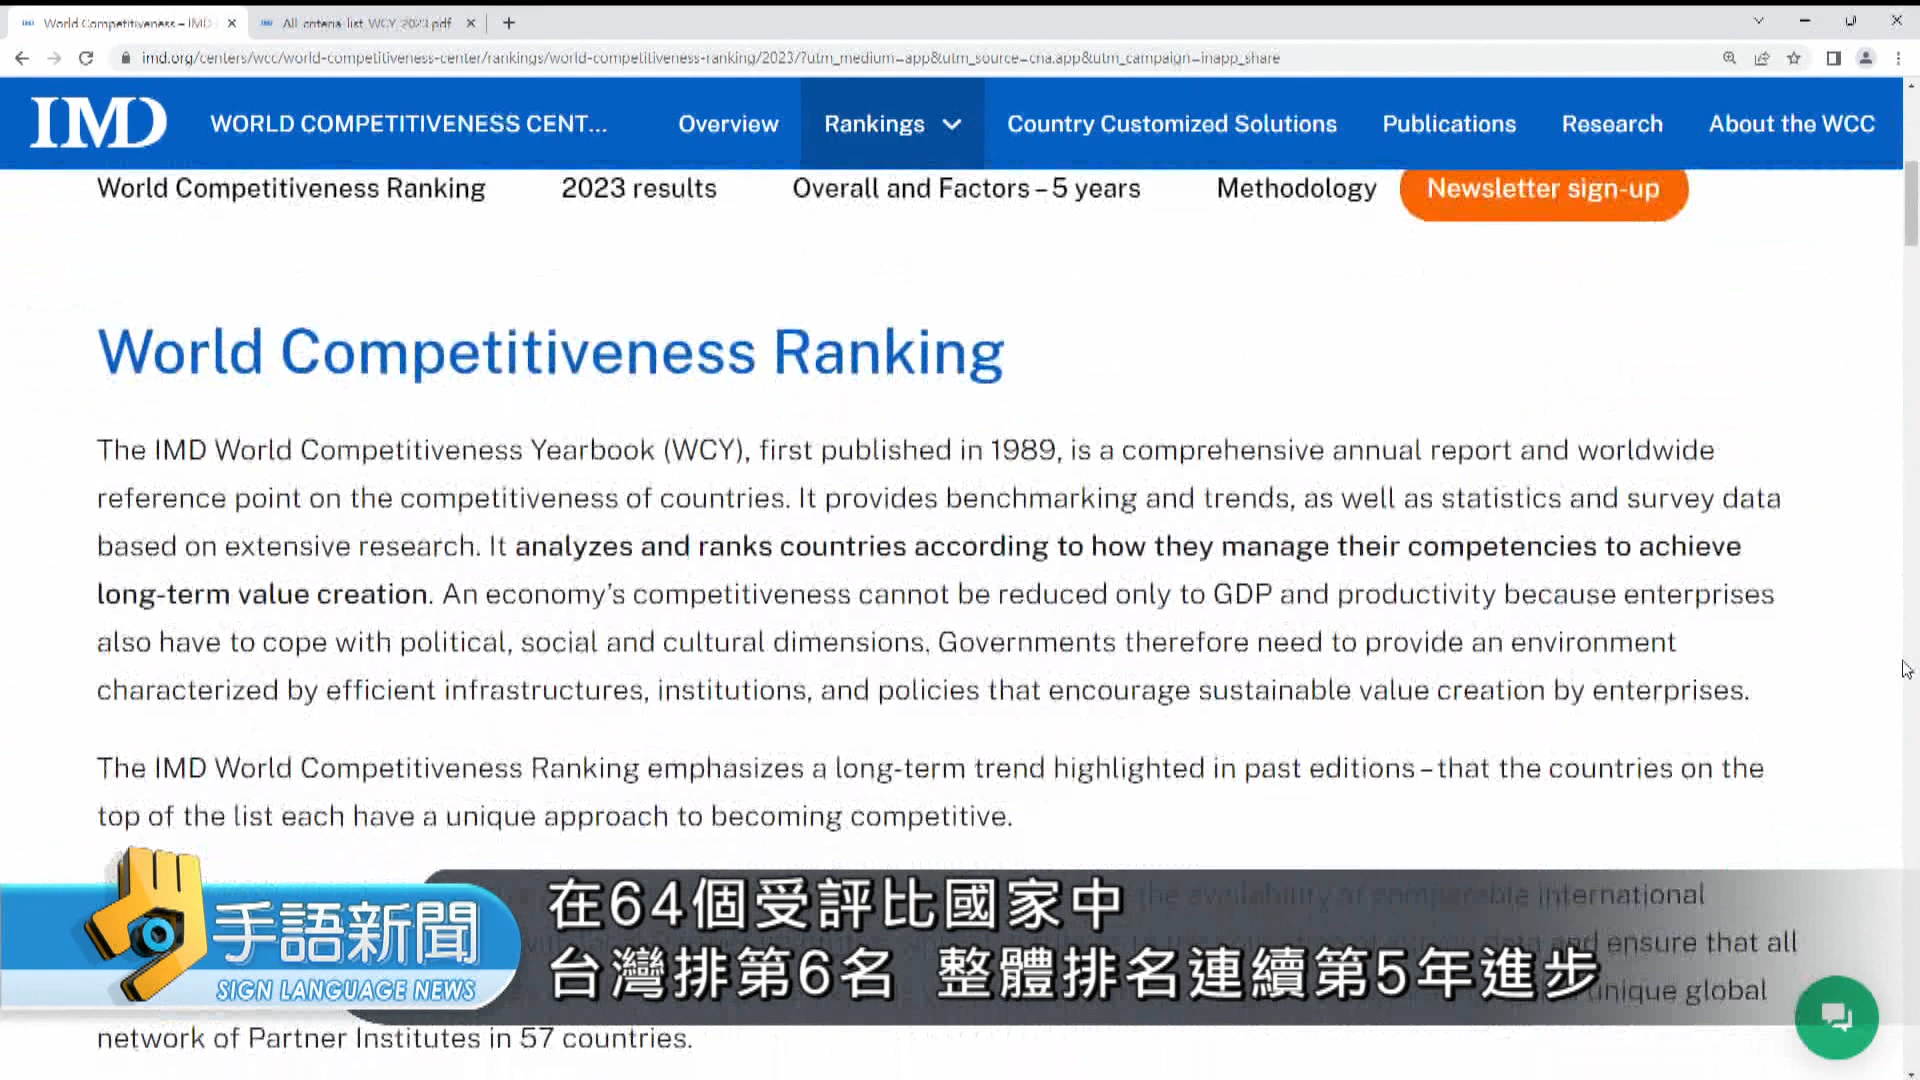 World Competitiveness – IMD
All-criteria-list-WCY-2023.pdf
imd.org/centers/wcc/world-competitiveness-center/rankings/world-competitiveness-ranking/2023/?utm_medium=app&utm_source=cna.app&utm_campaign=inapp_share
IMD WORLD COMPETITIVENESS CENT... Overview Rankings Country Customized Solutions Publications Research About the WCC
World Competitiveness Ranking 2023 results Overall and Factors – 5 years Methodology Newsletter sign-up
World Competitiveness Ranking
The IMD World Competitiveness Yearbook (WCY), first published in 1989, is a comprehensive annual report and worldwide
reference point on the competitiveness of countries. It provides benchmarking and trends, as well as statistics and survey data
based on extensive research. It analyzes and ranks countries according to how they manage their competencies to achieve
long-term value creation. An economy’s competitiveness cannot be reduced only to GDP and productivity because enterprises
also have to cope with political, social and cultural dimensions. Governments therefore need to provide an environment
characterized by efficient infrastructures, institutions, and policies that encourage sustainable value creation by enterprises.
The IMD World Competitiveness Ranking emphasizes a long-term trend highlighted in past editions – that the countries on the
top of the list each have a unique approach to becoming competitive.
the availability of comparable international
and ensure that all
unique global
network of Partner Institutes in 57 countries.
手語新聞
SIGN LANGUAGE NEWS
在64個受評比國家中
台灣排第6名 整體排名連續第5年進步